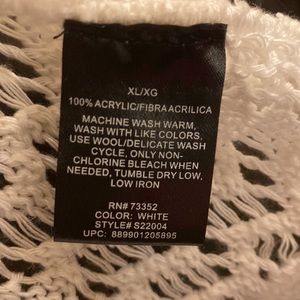 XL/XG
100% ACRYLIC/FIBRA ACRILICA
MACHINE WASH WARM,
WASH WITH LIKE COLORS,
USE WOOL/DELICATE WASH
CYCLE, ONLY NON-
CHLORINE BLEACH WHEN
NEEDED, TUMBLE DRY LOW,
LOW IRON
RN# 73352
COLOR: WHITE
STYLE# S22004
UPC: 889901205895